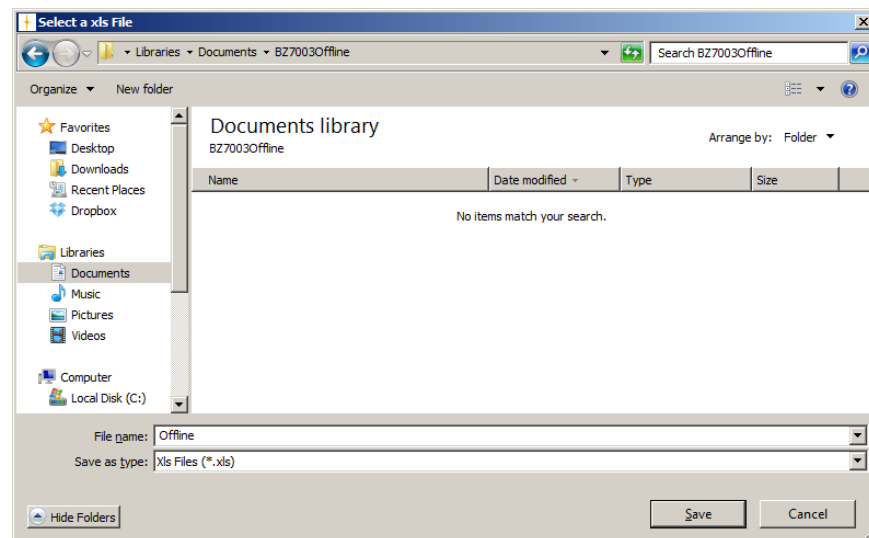 Select a xls File
Libraries Documents BZ7003Offline Search BZ7003Offline
Organize New folder
Favorites
Desktop
Downloads
Recent Places
Dropbox
Libraries
Documents
Music
Pictures
Videos
Computer
Local Disk (C:)
Documents library
BZ7003Offline
Arrange by: Folder
Name Date modified Type Size
No items match your search.
File name: Offline
Save as type: Xls Files (*.xls)
Hide Folders Save Cancel